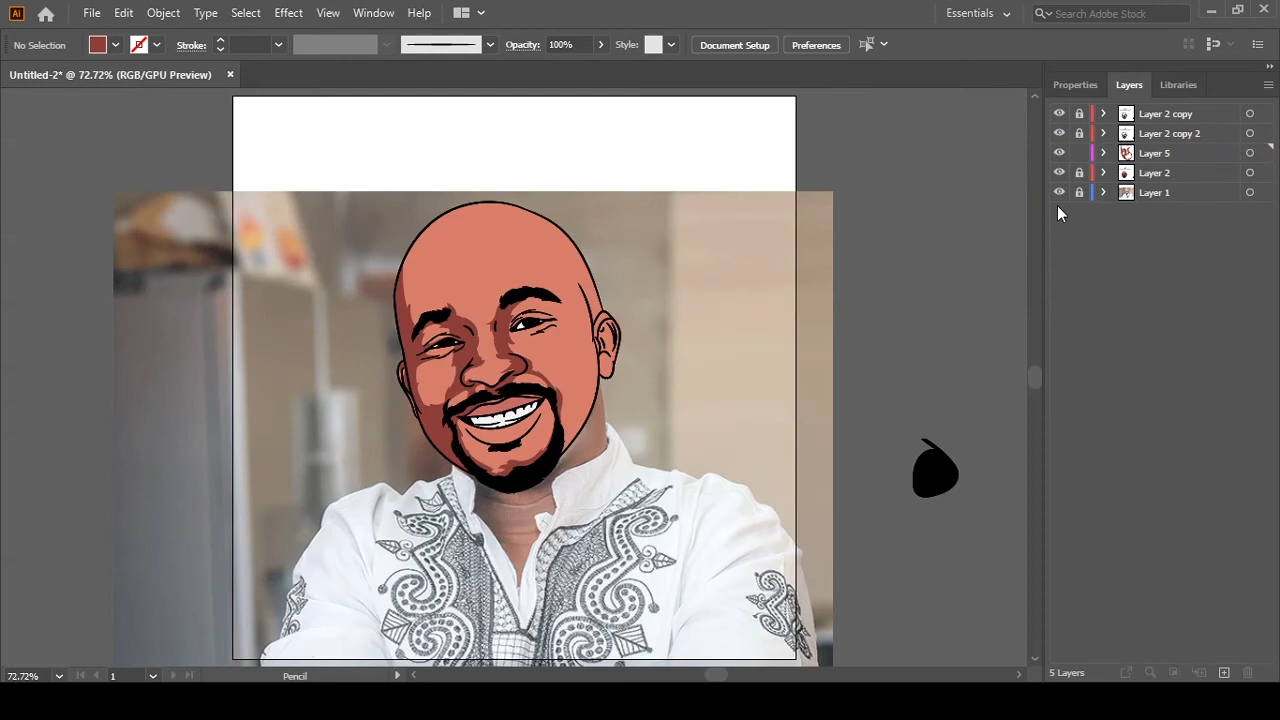 Ai File Edit Object Type Select Effect View Window Help Essentials Search Adobe Stock
No Selection Stroke: Opacity: 100% Style: Document Setup Preferences
Untitled-2* @ 72.72% (RGB/GPU Preview)
Properties Layers Libraries
Layer 2 copy
Layer 2 copy 2
Layer 5
Layer 2
Layer 1
72.72% 1 Pencil 5 Layers